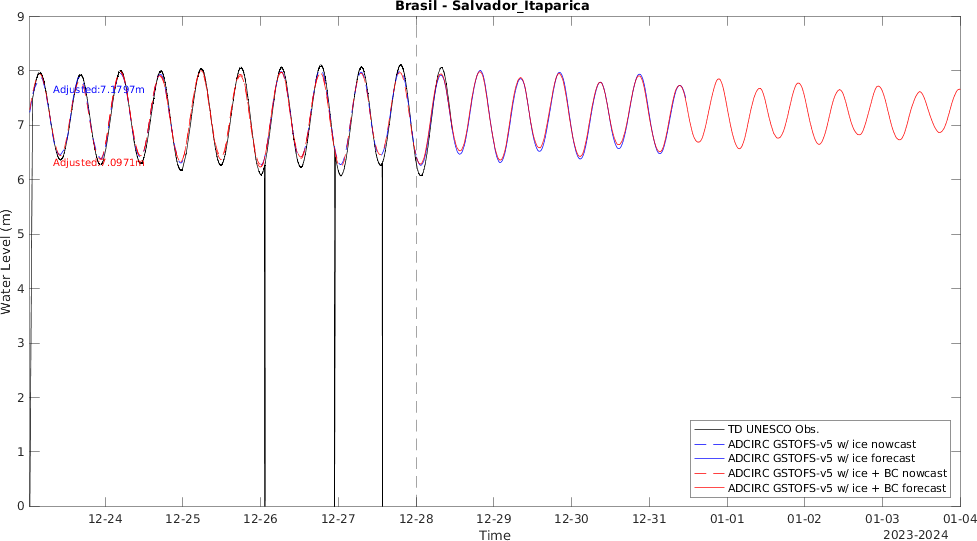 Brasil - Salvador_Itaparica
9
8
7
6
5
4
3
2
1
0
Water Level (m)
Adjusted:7.1797m
Adjusted:7.0971m
TD UNESCO Obs.
ADCIRC GSTOFS-v5 w/ ice nowcast
ADCIRC GSTOFS-v5 w/ ice forecast
ADCIRC GSTOFS-v5 w/ ice + BC nowcast
ADCIRC GSTOFS-v5 w/ ice + BC forecast
12-24 12-25 12-26 12-27 12-28 12-29 12-30 12-31 01-01 01-02 01-03 01-04
Time
2023-2024